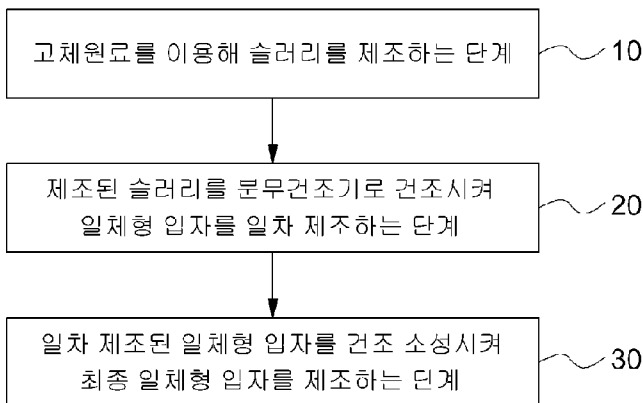 고체원료를 이용해 슬러리를 제조하는 단계
10
제조된 슬러리를 분무건조기로 건조시켜
일체형 입자를 일차 제조하는 단계
20
일차 제조된 일체형 입자를 건조 소성시켜
최종 일체형 입자를 제조하는 단계
30